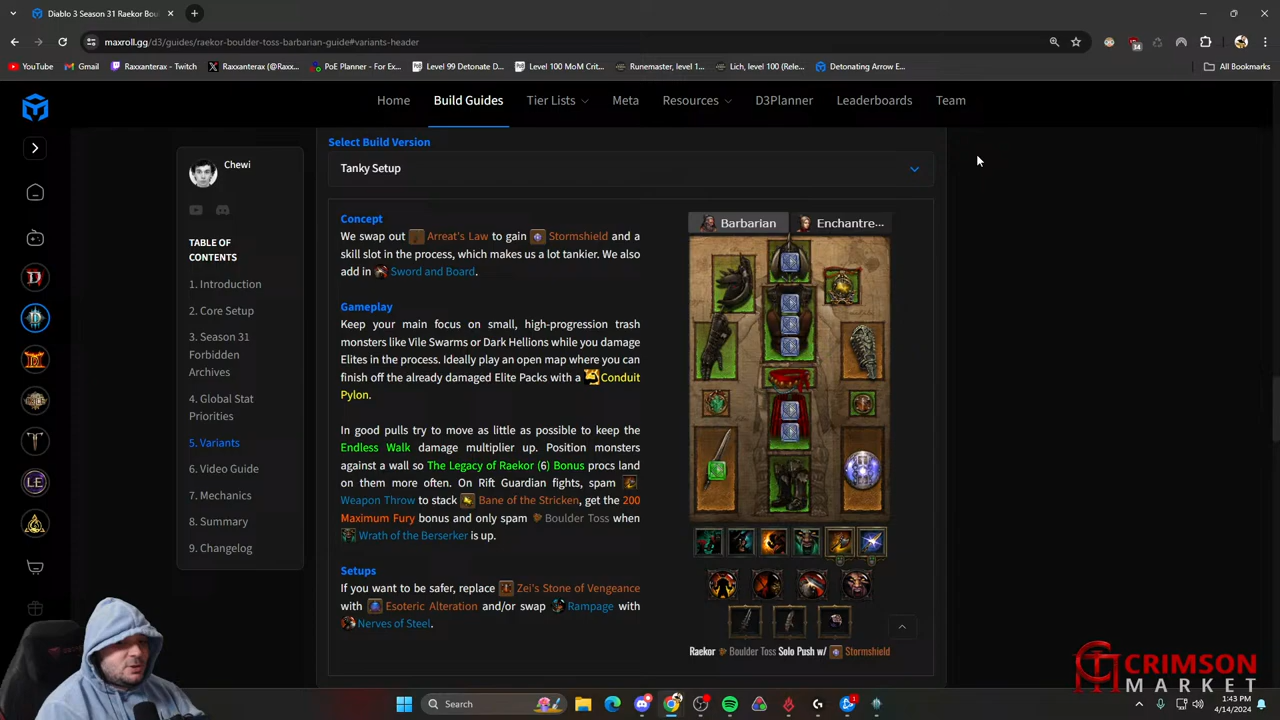 Diablo 3 Season 31 Raekor Bou
maxroll.gg/d3/guides/raekor-boulder-toss-barbarian-guide#variants-header
34
YouTube
Gmail
Raxxanterax - Twitch
Raxxanterax (@Raxx...
PoE Planner - For Ex...
Level 99 Detonate D...
Level 100 MoM Crit...
Runemaster, level 1...
Lich, level 100 (Rele...
Detonating Arrow E...
All Bookmarks
Home
Build Guides
Tier Lists
Meta
Resources
D3Planner
Leaderboards
Team
Chewi
TABLE OF
CONTENTS
1. Introduction
2. Core Setup
3. Season 31
Forbidden
Archives
4. Global Stat
Priorities
5. Variants
6. Video Guide
7. Mechanics
8. Summary
9. Changelog
Select Build Version
Tanky Setup
Concept
We swap out Arreat's Law to gain Stormshield and a
skill slot in the process, which makes us a lot tankier. We also
add in Sword and Board.
Gameplay
Keep your main focus on small, high-progression trash
monsters like Vile Swarms or Dark Hellions while you damage
Elites in the process. Ideally play an open map where you can
finish off the already damaged Elite Packs with a Conduit
Pylon.
In good pulls try to move as little as possible to keep the
Endless Walk damage multiplier up. Position monsters
against a wall so The Legacy of Raekor (6) Bonus procs land
on them more often. On Rift Guardian fights, spam
Weapon Throw to stack Bane of the Stricken, get the 200
Maximum Fury bonus and only spam Boulder Toss when
Wrath of the Berserker is up.
Setups
If you want to be safer, replace Zei's Stone of Vengeance
with Esoteric Alteration and/or swap Rampage with
Nerves of Steel.
Barbarian
Enchantre...
Raekor Boulder Toss Solo Push w/ Stormshield
CRIMSON
MARKET
Search
1:43 PM
4/14/2024